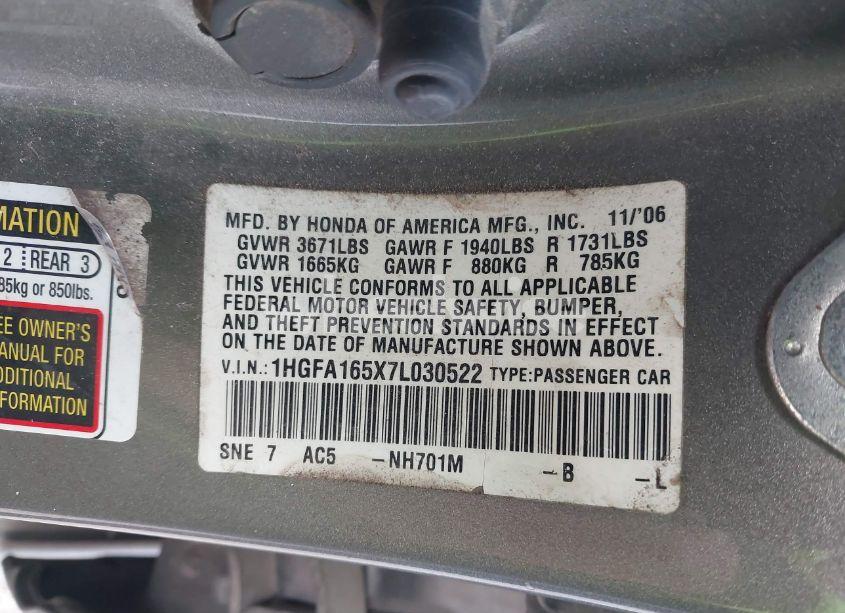 MATION
2 REAR 3
85kg or 850lbs.
EE OWNER'S
MANUAL FOR
DDITIONAL
FORMATION
MFD. BY HONDA OF AMERICA MFG., INC. 11/'06
GVWR 3671LBS GAWR F 1940LBS R 1731LBS
GVWR 1665KG GAWR F 880KG R 785KG
THIS VEHICLE CONFORMS TO ALL APPLICABLE
FEDERAL MOTOR VEHICLE SAFETY, BUMPER,
AND THEFT PREVENTION STANDARDS IN EFFECT
ON THE DATE OF MANUFACTURE SHOWN ABOVE.
V.I.N.: 1HGFA165X7L030522 TYPE:PASSENGER CAR
SNE 7 AC5 -NH701M -B -L